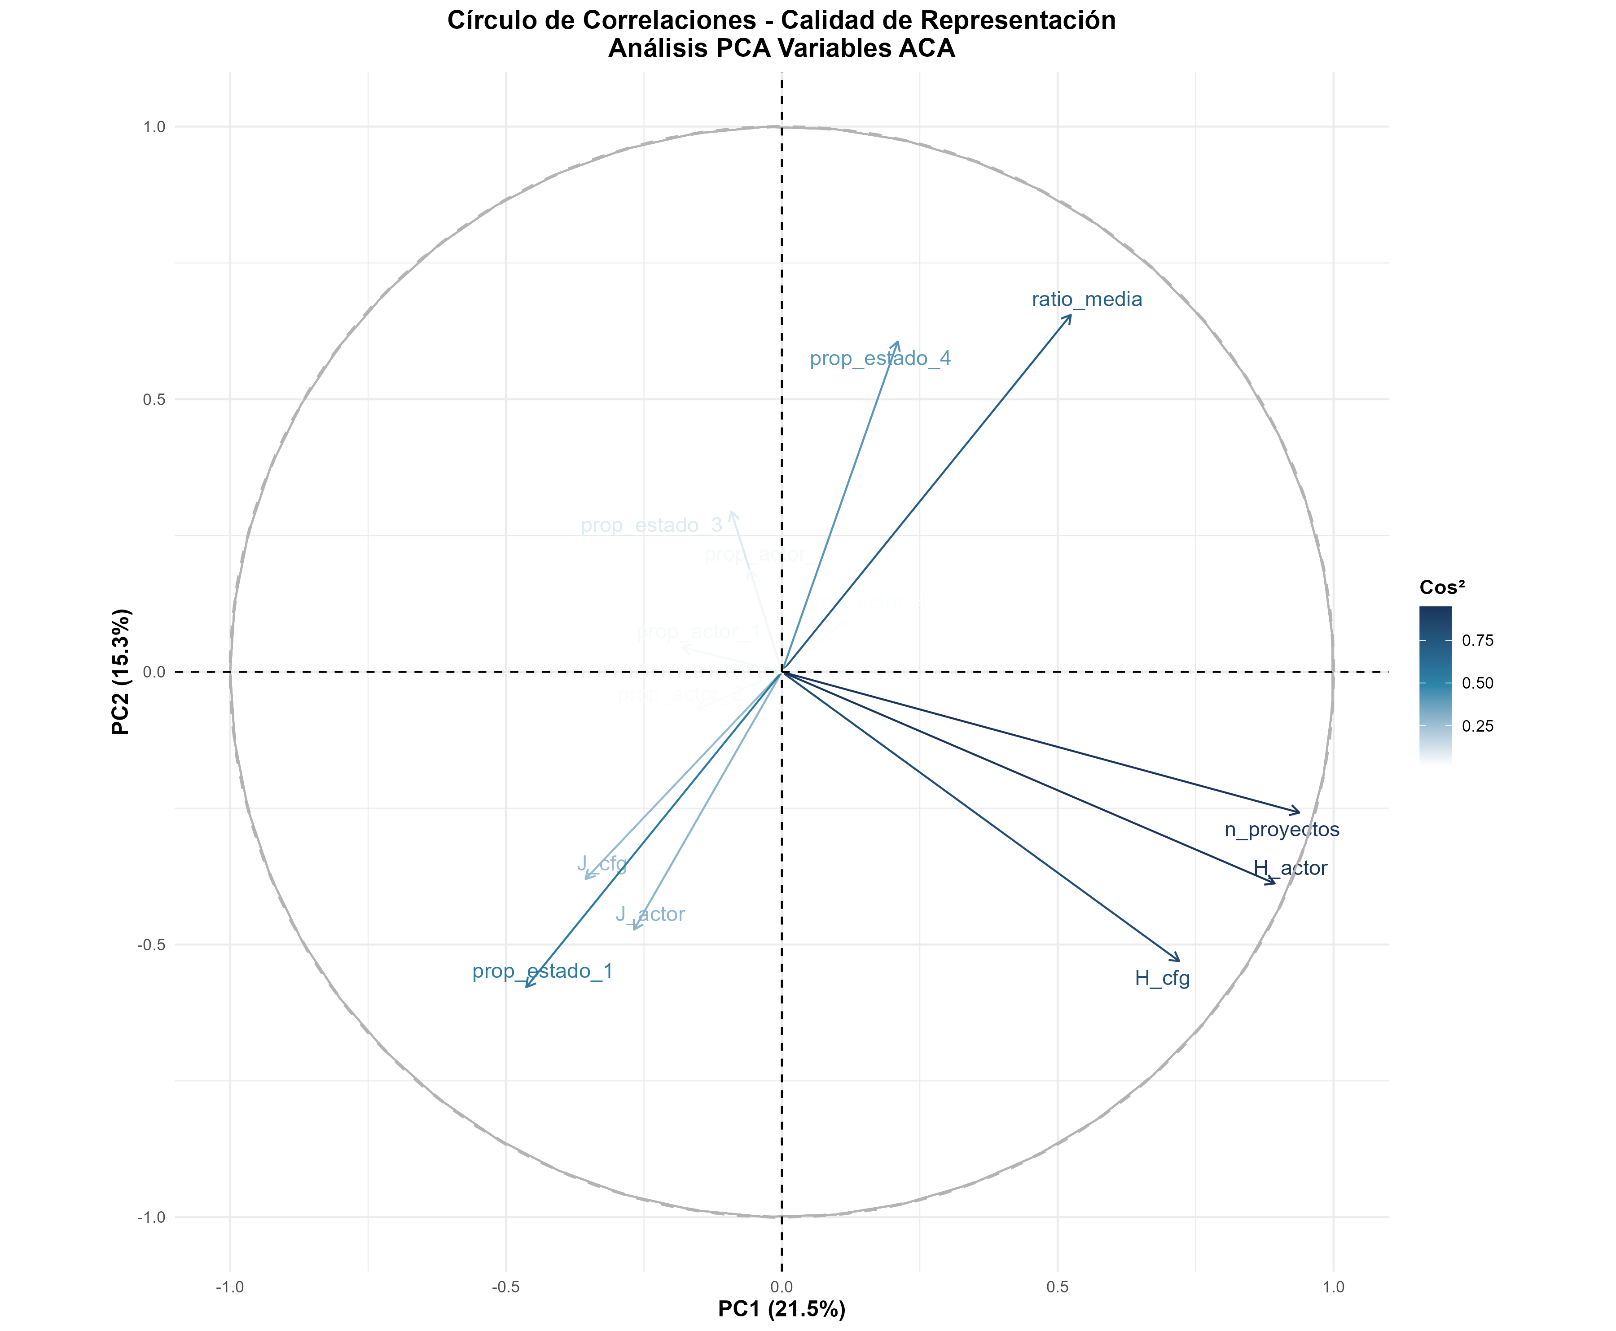 Círculo de Correlaciones - Calidad de Representación
Análisis PCA Variables ACA
1.0
0.5
0.0
-0.5
-1.0
PC2 (15.3%)
ratio_media
prop_estado_4
prop_estado_3
prop_actor_
prop_actor_1
J_cfg
J_actor
prop_estado_1
n_proyectos
H_actor
H_cfg
Cos²
0.75
0.50
0.25
-1.0
-0.5
0.0
0.5
1.0
PC1 (21.5%)